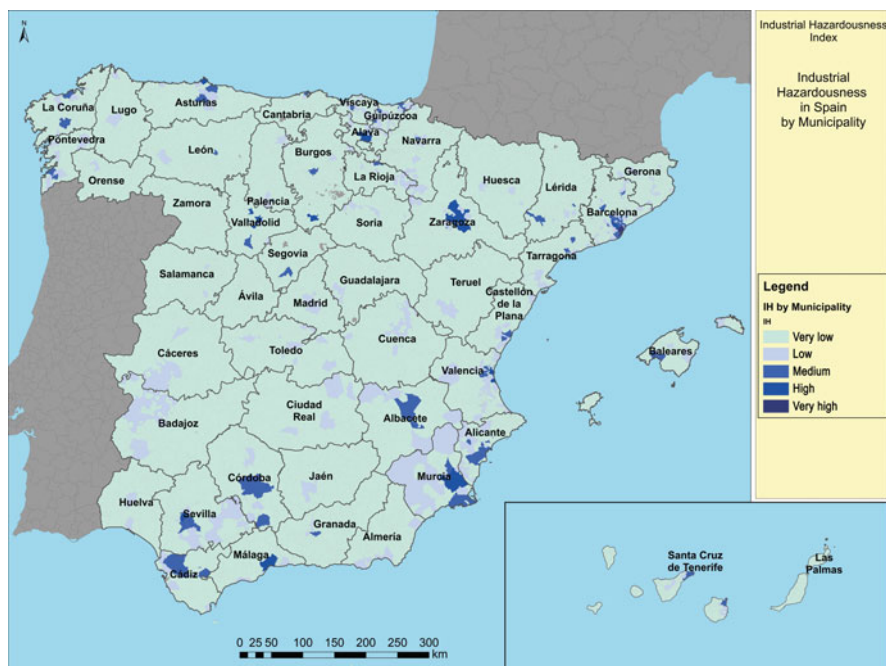 N
Industrial Hazardousness
Index
Industrial
Hazardousness
in Spain
by Municipality
La Coruña
Lugo
Asturias
Cantabria
Viscaya
Guipúzcoa
Alava
Navarra
Pontevedra
Orense
León
Burgos
La Rioja
Huesca
Lérida
Gerona
Barcelona
Zamora
Palencia
Valladolid
Soria
Zaragoza
Tarragona
Segovia
Salamanca
Ávila
Madrid
Guadalajara
Teruel
Castellón
de la
Plana
Legend
IH by Municipality
IH
Very low
Low
Medium
High
Very high
Cáceres
Toledo
Cuenca
Valencia
Baleares
Badajoz
Ciudad
Real
Albacete
Alicante
Murcia
Córdoba
Jaén
Huelva
Sevilla
Granada
Almería
Málaga
Cádiz
Santa Cruz
de Tenerife
Las
Palmas
0 25 50 100 150 200 250 300
km